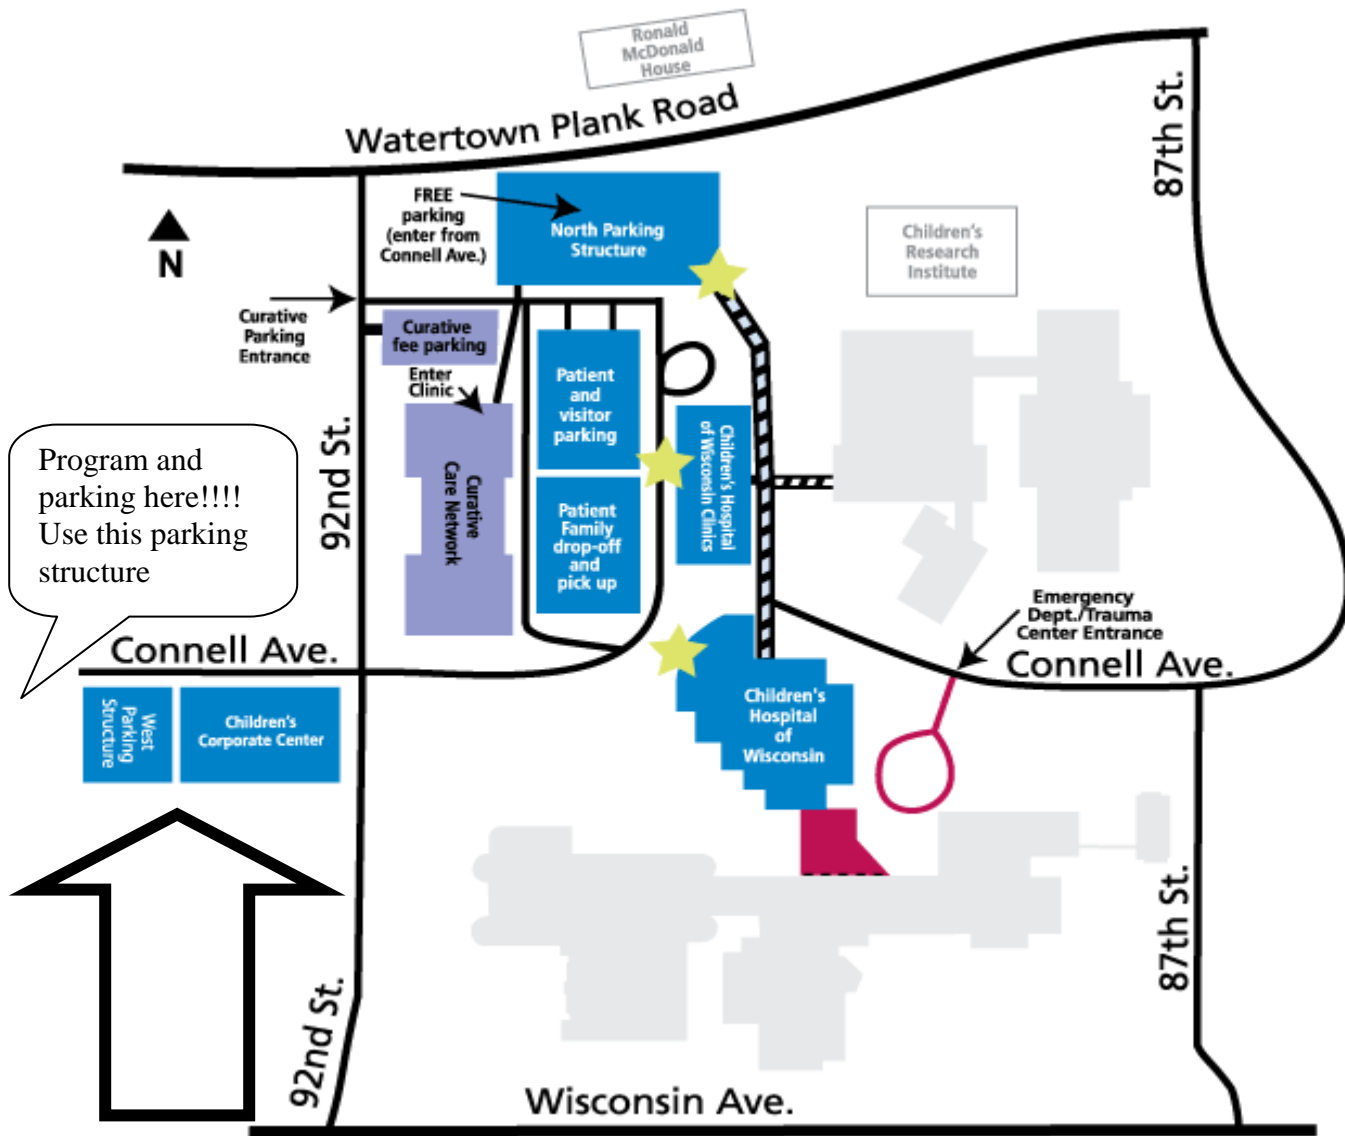 Ronald
McDonald
House
Watertown Plank Road
87th St.
FREE
parking
(enter from
Connell Ave.)
North Parking
Structure
Children's
Research
Institute
N
Curative
Parking
Entrance
Curative
fee parking
Enter
Clinic
Patient
and
visitor
parking
Children's Hospital
of Wisconsin Clinics
92nd St.
Program and
parking here!!!!
Use this parking
structure
Curative
Care Network
Patient
Family
drop-off
and
pick up
Emergency
Dept./Trauma
Center Entrance
Connell Ave.
Connell Ave.
West
Parking
Structure
Children's
Corporate Center
Children's
Hospital
of
Wisconsin
87th St.
92nd St.
Wisconsin Ave.